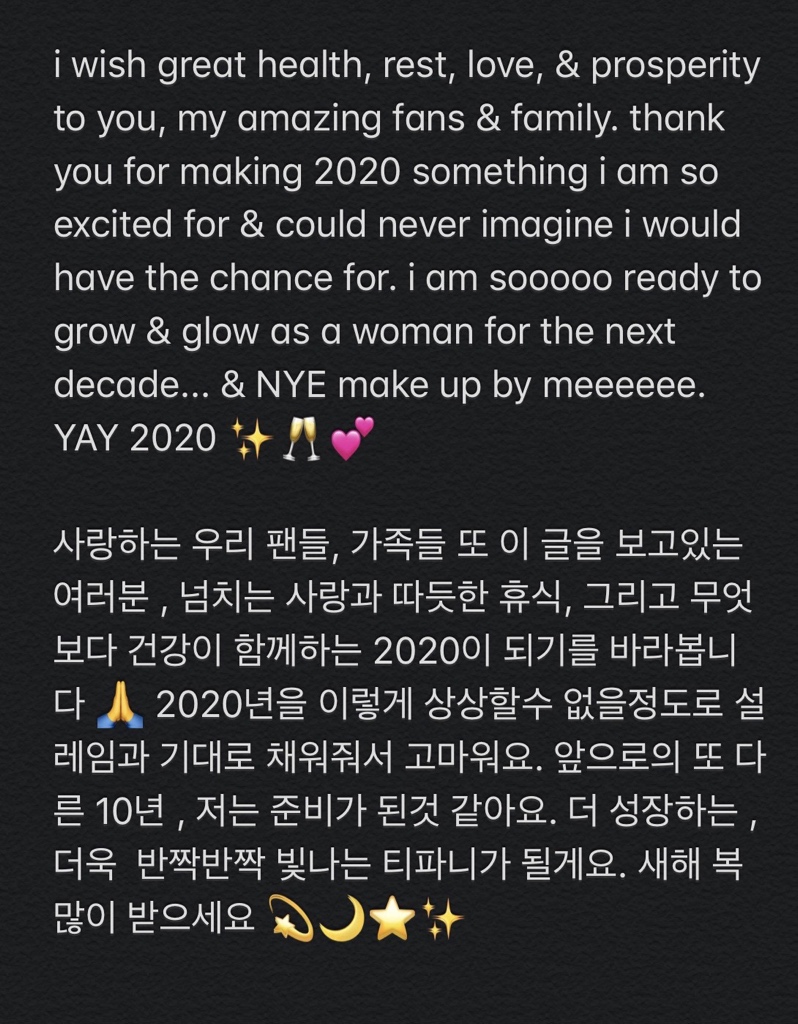 i wish great health, rest, love, & prosperity
to you, my amazing fans & family. thank
you for making 2020 something i am so
excited for & could never imagine i would
have the chance for. i am sooooo ready to
grow & glow as a woman for the next
decade... & NYE make up by meeeeee.
YAY 2020 ✨🥂💕
사랑하는 우리 팬들, 가족들 또 이 글을 보고있는
여러분 , 넘치는 사랑과 따듯한 휴식, 그리고 무엇
보다 건강이 함께하는 2020이 되기를 바라봅니
다 🙏 2020년을 이렇게 상상할수 없을정도로 설
레임과 기대로 채워줘서 고마워요. 앞으로의 또 다
른 10년 , 저는 준비가 된것 같아요. 더 성장하는 ,
더욱  반짝반짝 빛나는 티파니가 될게요. 새해 복
많이 받으세요 💫🌙⭐✨